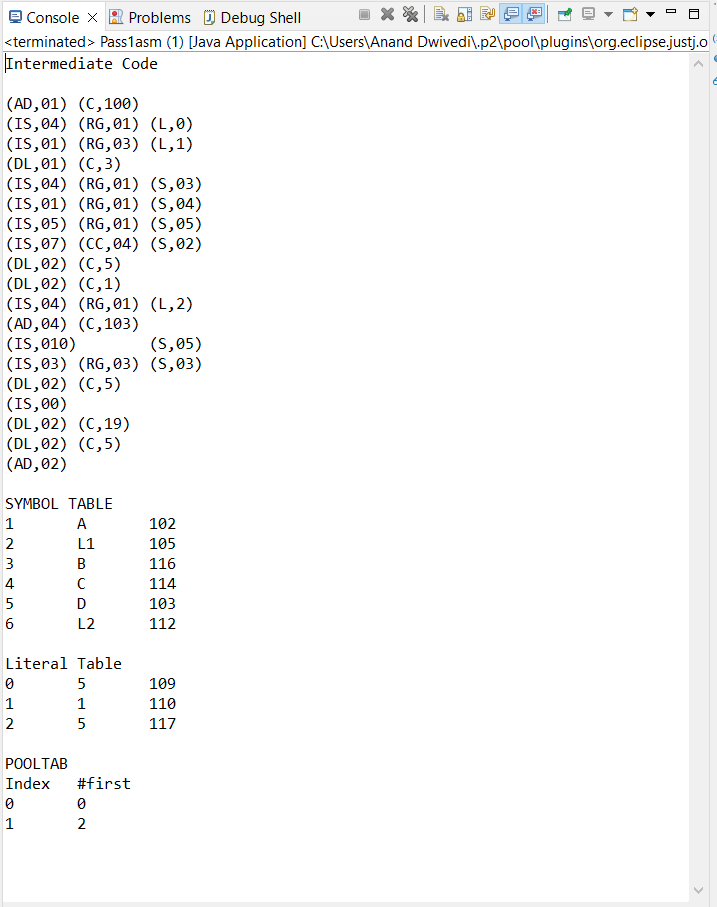 Console Problems Debug Shell
<terminated> Pass1asm (1) [Java Application] C:\Users\Anand Dwivedi\.p2\pool\plugins\org.eclipse.justj.o
Intermediate Code
(AD,01) (C,100)
(IS,04) (RG,01) (L,0)
(IS,01) (RG,03) (L,1)
(DL,01) (C,3)
(IS,04) (RG,01) (S,03)
(IS,01) (RG,01) (S,04)
(IS,05) (RG,01) (S,05)
(IS,07) (CC,04) (S,02)
(DL,02) (C,5)
(DL,02) (C,1)
(IS,04) (RG,01) (L,2)
(AD,04) (C,103)
(IS,010) (S,05)
(IS,03) (RG,03) (S,03)
(DL,02) (C,5)
(IS,00)
(DL,02) (C,19)
(DL,02) (C,5)
(AD,02)
SYMBOL TABLE
1 A 102
2 L1 105
3 B 116
4 C 114
5 D 103
6 L2 112
Literal Table
0 5 109
1 1 110
2 5 117
POOLTAB
Index #first
0 0
1 2